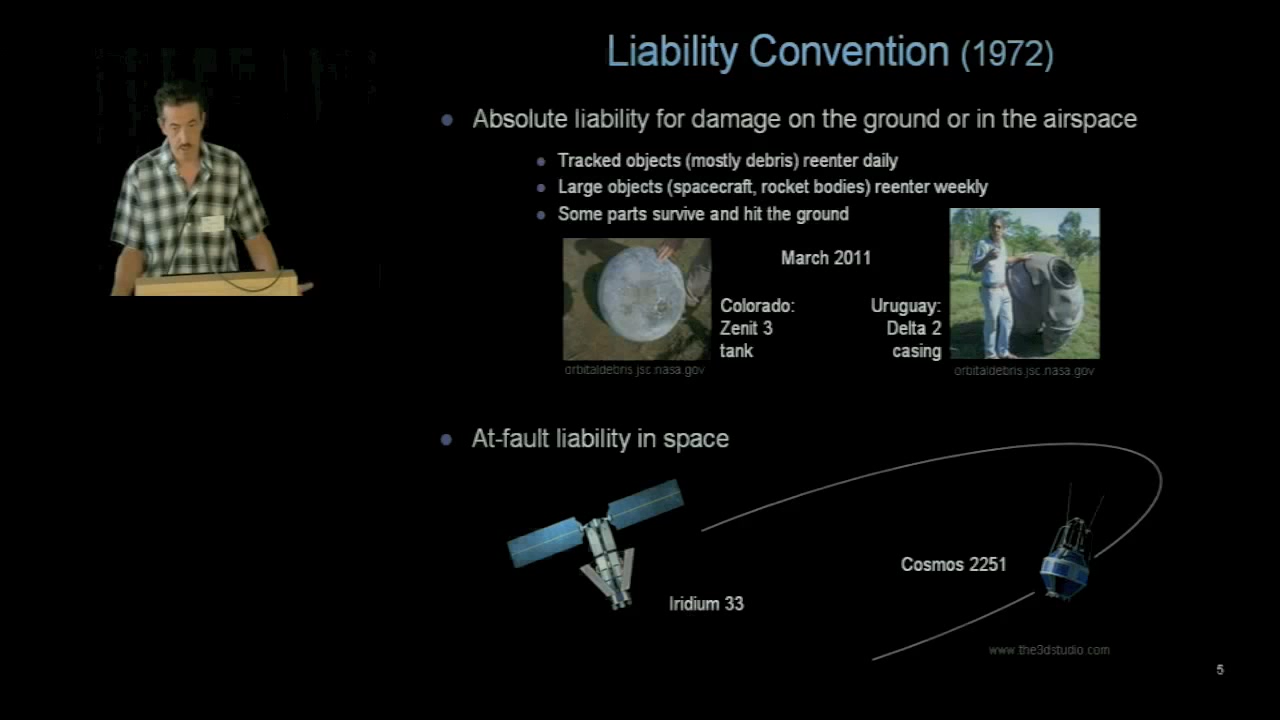 Liability Convention (1972)
Absolute liability for damage on the ground or in the airspace
Tracked objects (mostly debris) reenter daily
Large objects (spacecraft, rocket bodies) reenter weekly
Some parts survive and hit the ground
March 2011
Colorado:
Zenit 3
tank
Uruguay:
Delta 2
casing
orbitaldebris.jsc.nasa.gov
orbitaldebris.jsc.nasa.gov
At-fault liability in space
Cosmos 2251
Iridium 33
www.the3dstudio.com
5